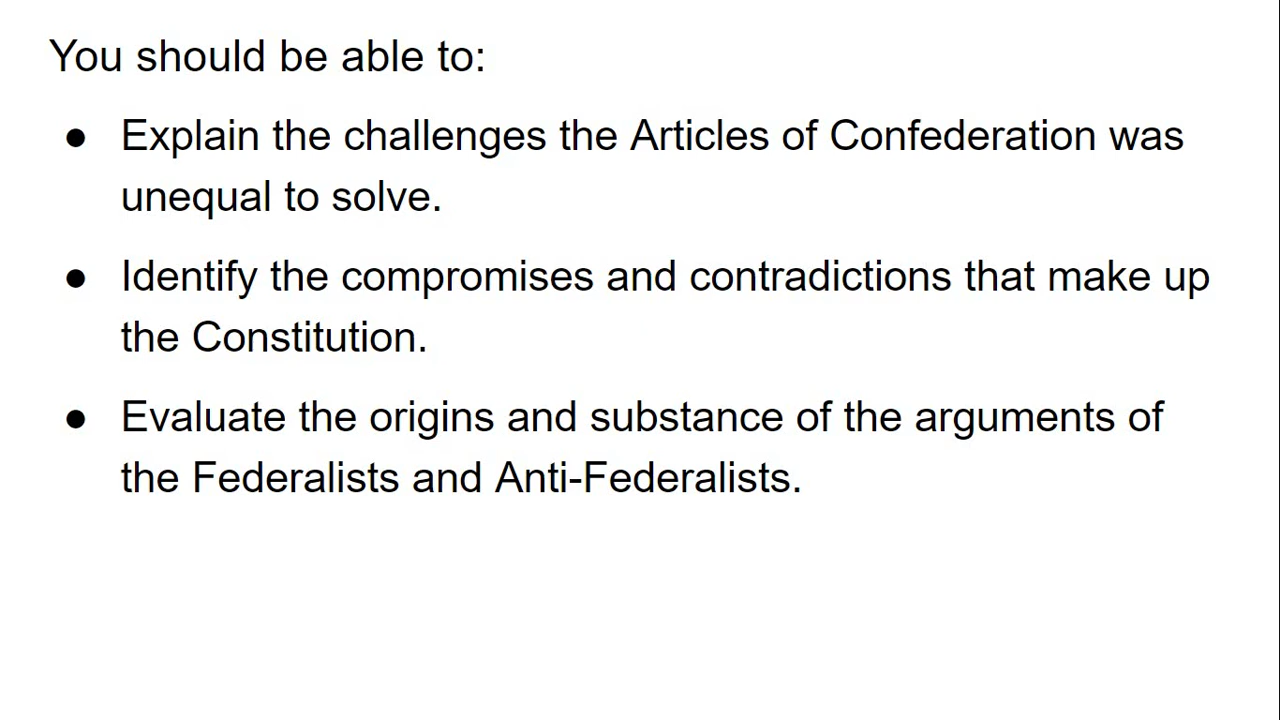 You should be able to:
● Explain the challenges the Articles of Confederation was
unequal to solve.
● Identify the compromises and contradictions that make up
the Constitution.
● Evaluate the origins and substance of the arguments of
the Federalists and Anti-Federalists.